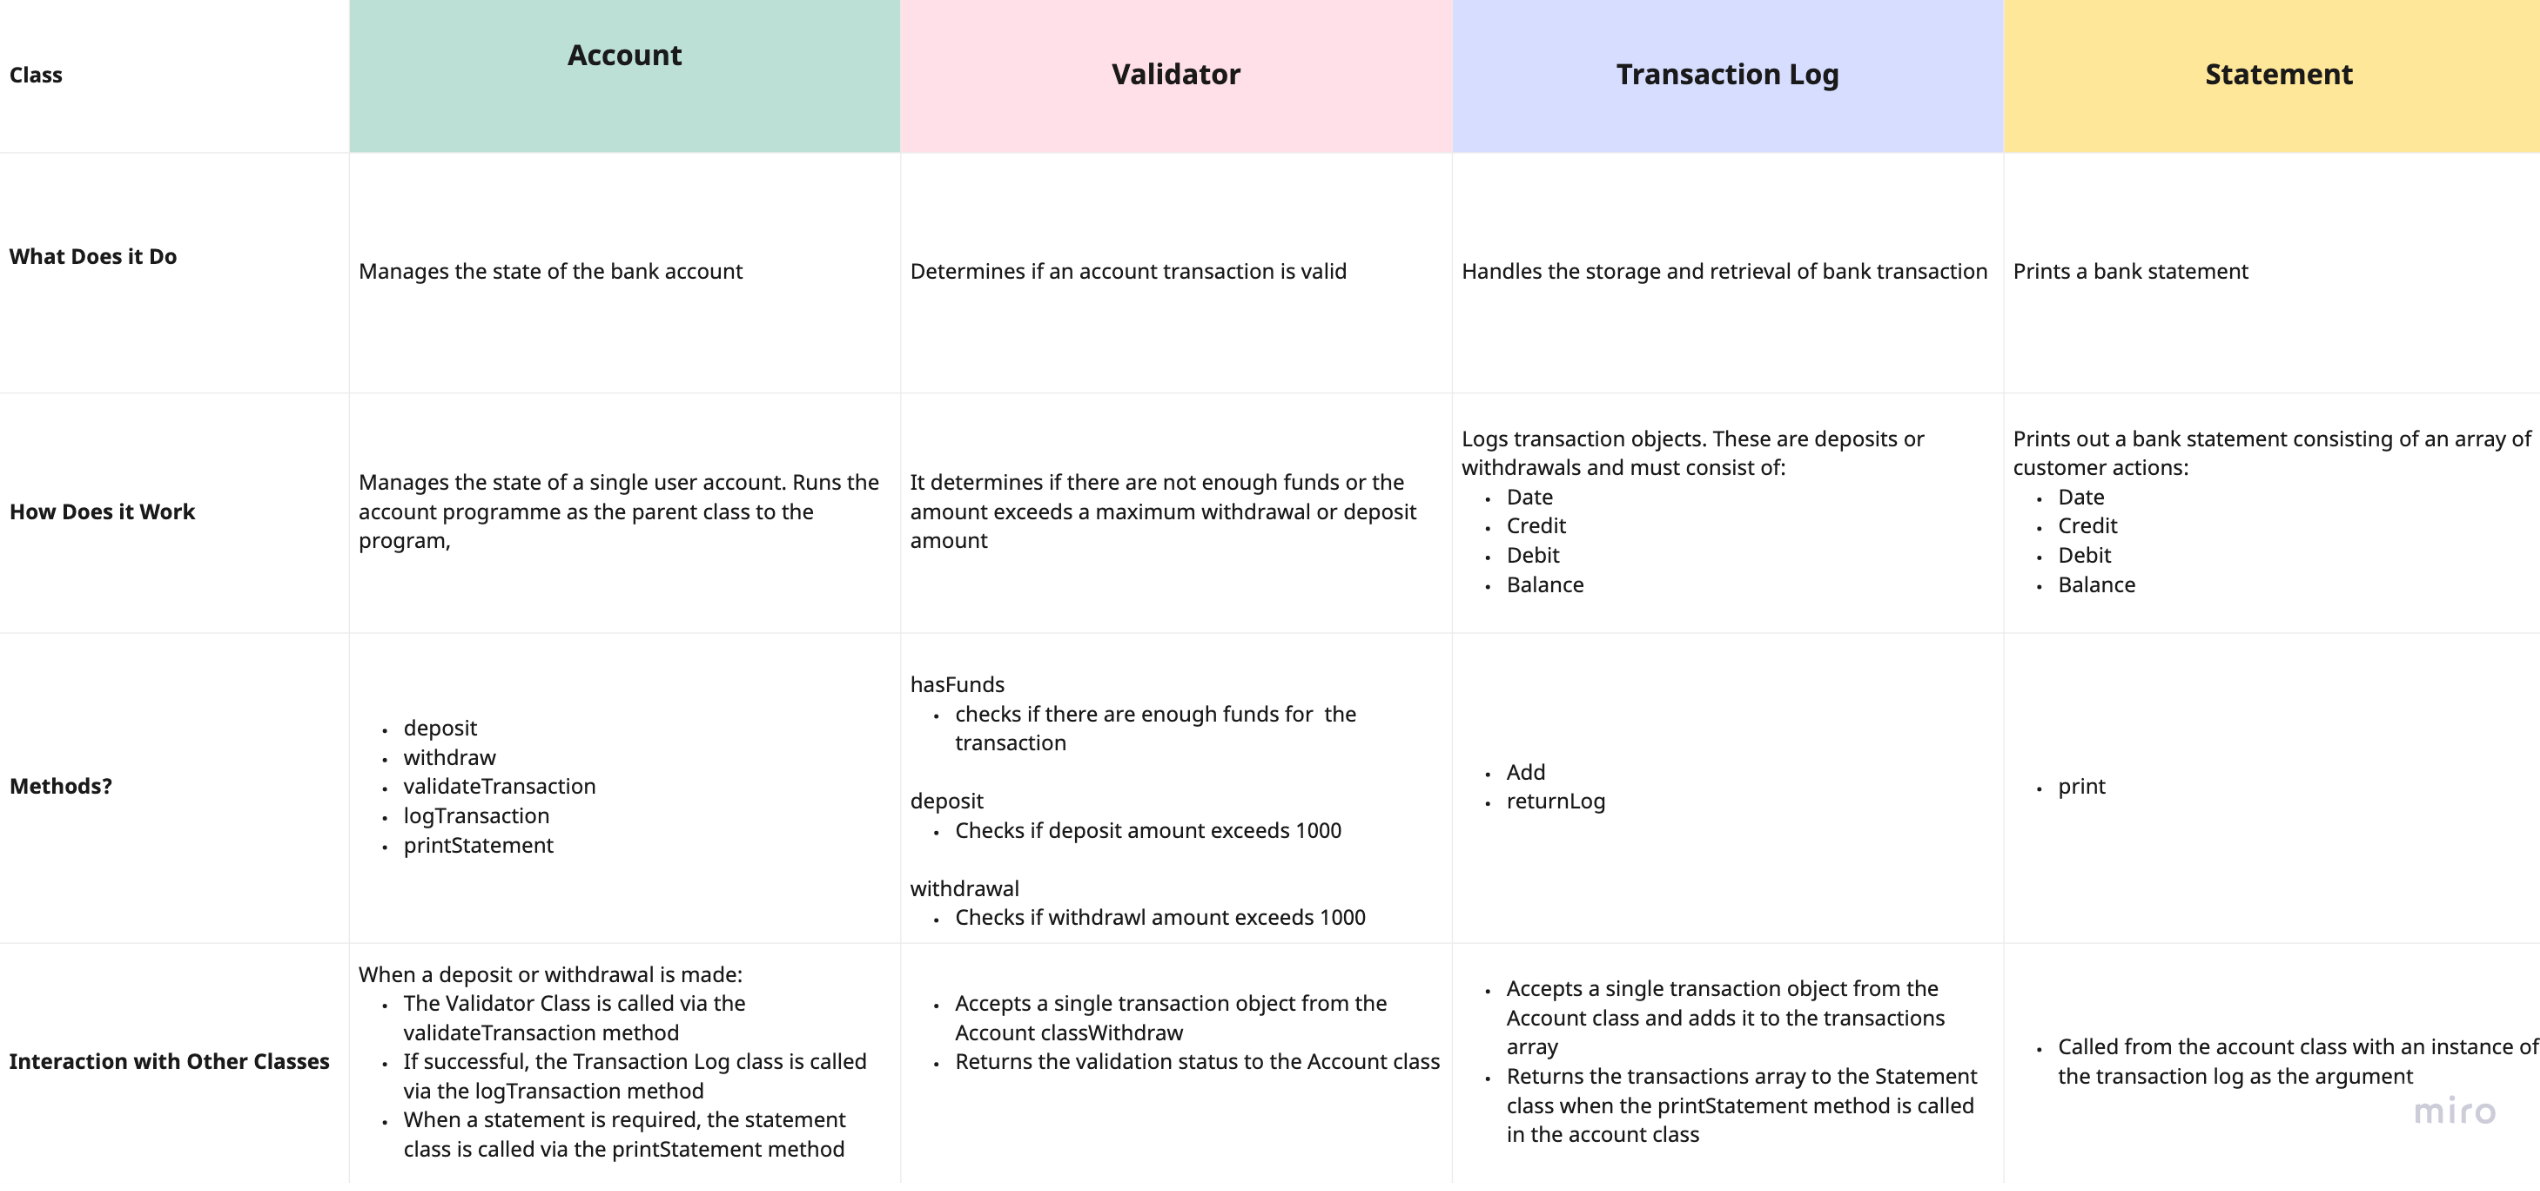 Class
Account
Validator
Transaction Log
Statement
What Does it Do
Manages the state of the bank account
Determines if an account transaction is valid
Handles the storage and retrieval of bank transaction
Prints a bank statement
How Does it Work
Manages the state of a single user account. Runs the
account programme as the parent class to the
program,
It determines if there are not enough funds or the
amount exceeds a maximum withdrawal or deposit
amount
Logs transaction objects. These are deposits or
withdrawals and must consist of:
• Date
• Credit
• Debit
• Balance
Prints out a bank statement consisting of an array of
customer actions:
• Date
• Credit
• Debit
• Balance
Methods?
• deposit
• withdraw
• validateTransaction
• logTransaction
• printStatement
hasFunds
• checks if there are enough funds for  the
transaction
deposit
• Checks if deposit amount exceeds 1000
withdrawal
• Checks if withdrawl amount exceeds 1000
• Add
• returnLog
• print
Interaction with Other Classes
When a deposit or withdrawal is made:
• The Validator Class is called via the
validateTransaction method
• If successful, the Transaction Log class is called
via the logTransaction method
• When a statement is required, the statement
class is called via the printStatement method
• Accepts a single transaction object from the
Account classWithdraw
• Returns the validation status to the Account class
• Accepts a single transaction object from the
Account class and adds it to the transactions
array
• Returns the transactions array to the Statement
class when the printStatement method is called
in the account class
• Called from the account class with an instance of
the transaction log as the argument
miro